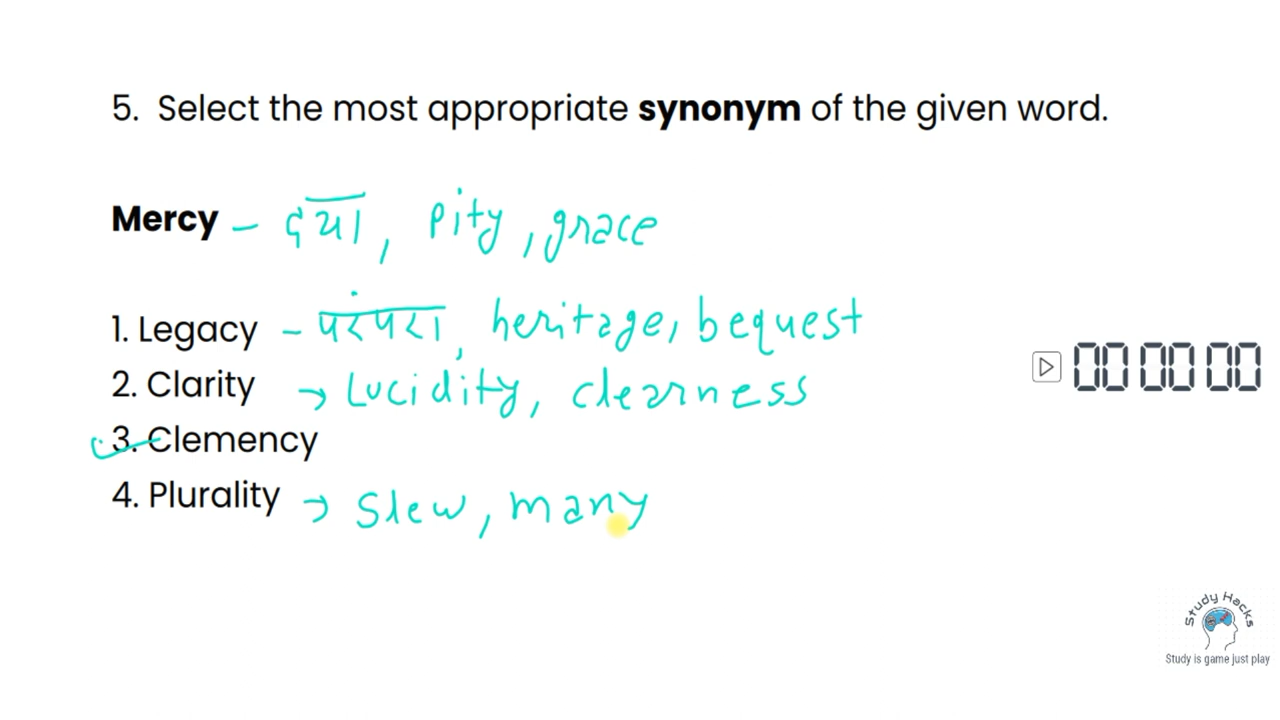 5. Select the most appropriate synonym of the given word.
Mercy - दया, pity, grace
1. Legacy - परंपरा, heritage, bequest
2. Clarity → Lucidity, clearness
3. Clemency
4. Plurality → Slew, many
00 00 00
Study Hacks
Study is game just play